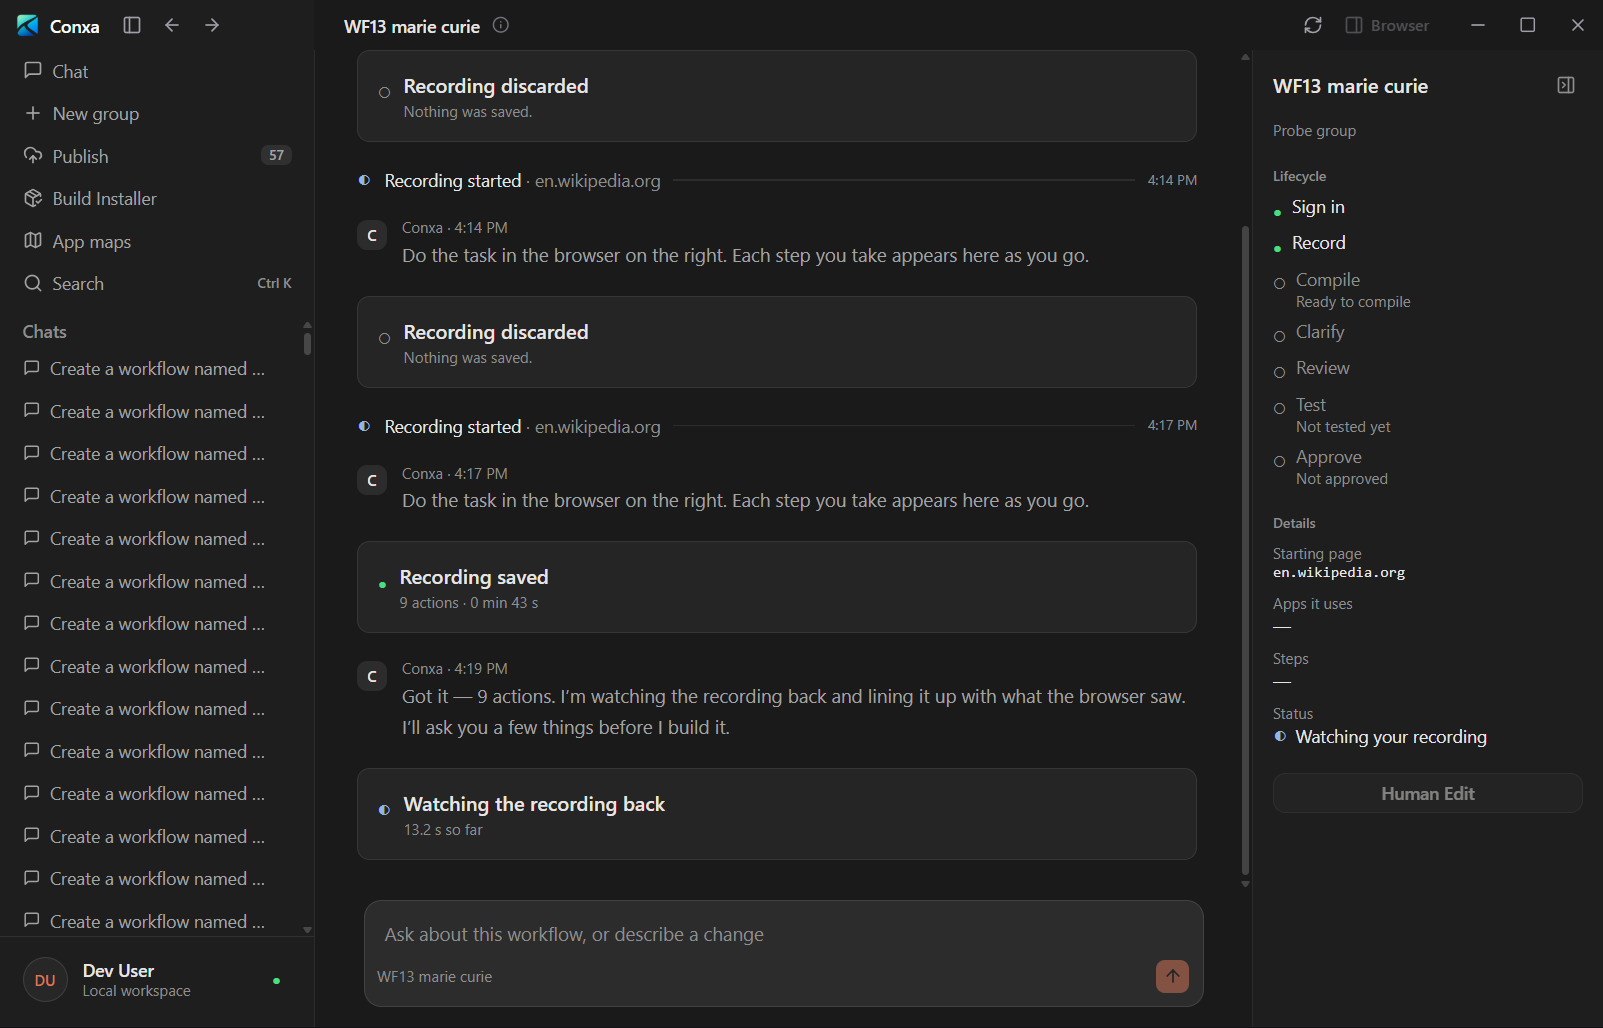 Conxa
Chat
New group
Publish 57
Build Installer
App maps
Search Ctrl K
Chats
Create a workflow named ...
Create a workflow named ...
Create a workflow named ...
Create a workflow named ...
Create a workflow named ...
Create a workflow named ...
Create a workflow named ...
Create a workflow named ...
Create a workflow named ...
Create a workflow named ...
Create a workflow named ...
Create a workflow named ...
Create a workflow named ...
Create a workflow named ...
DU
Dev User
Local workspace
WF13 marie curie
Browser
Recording discarded
Nothing was saved.
Recording started · en.wikipedia.org 4:14 PM
C
Conxa · 4:14 PM
Do the task in the browser on the right. Each step you take appears here as you go.
Recording discarded
Nothing was saved.
Recording started · en.wikipedia.org 4:17 PM
C
Conxa · 4:17 PM
Do the task in the browser on the right. Each step you take appears here as you go.
Recording saved
9 actions · 0 min 43 s
C
Conxa · 4:19 PM
Got it — 9 actions. I’m watching the recording back and lining it up with what the browser saw.
I’ll ask you a few things before I build it.
Watching the recording back
13.2 s so far
Ask about this workflow, or describe a change
WF13 marie curie
WF13 marie curie
Probe group
Lifecycle
Sign in
Record
Compile
Ready to compile
Clarify
Review
Test
Not tested yet
Approve
Not approved
Details
Starting page
en.wikipedia.org
Apps it uses
—
Steps
—
Status
Watching your recording
Human Edit